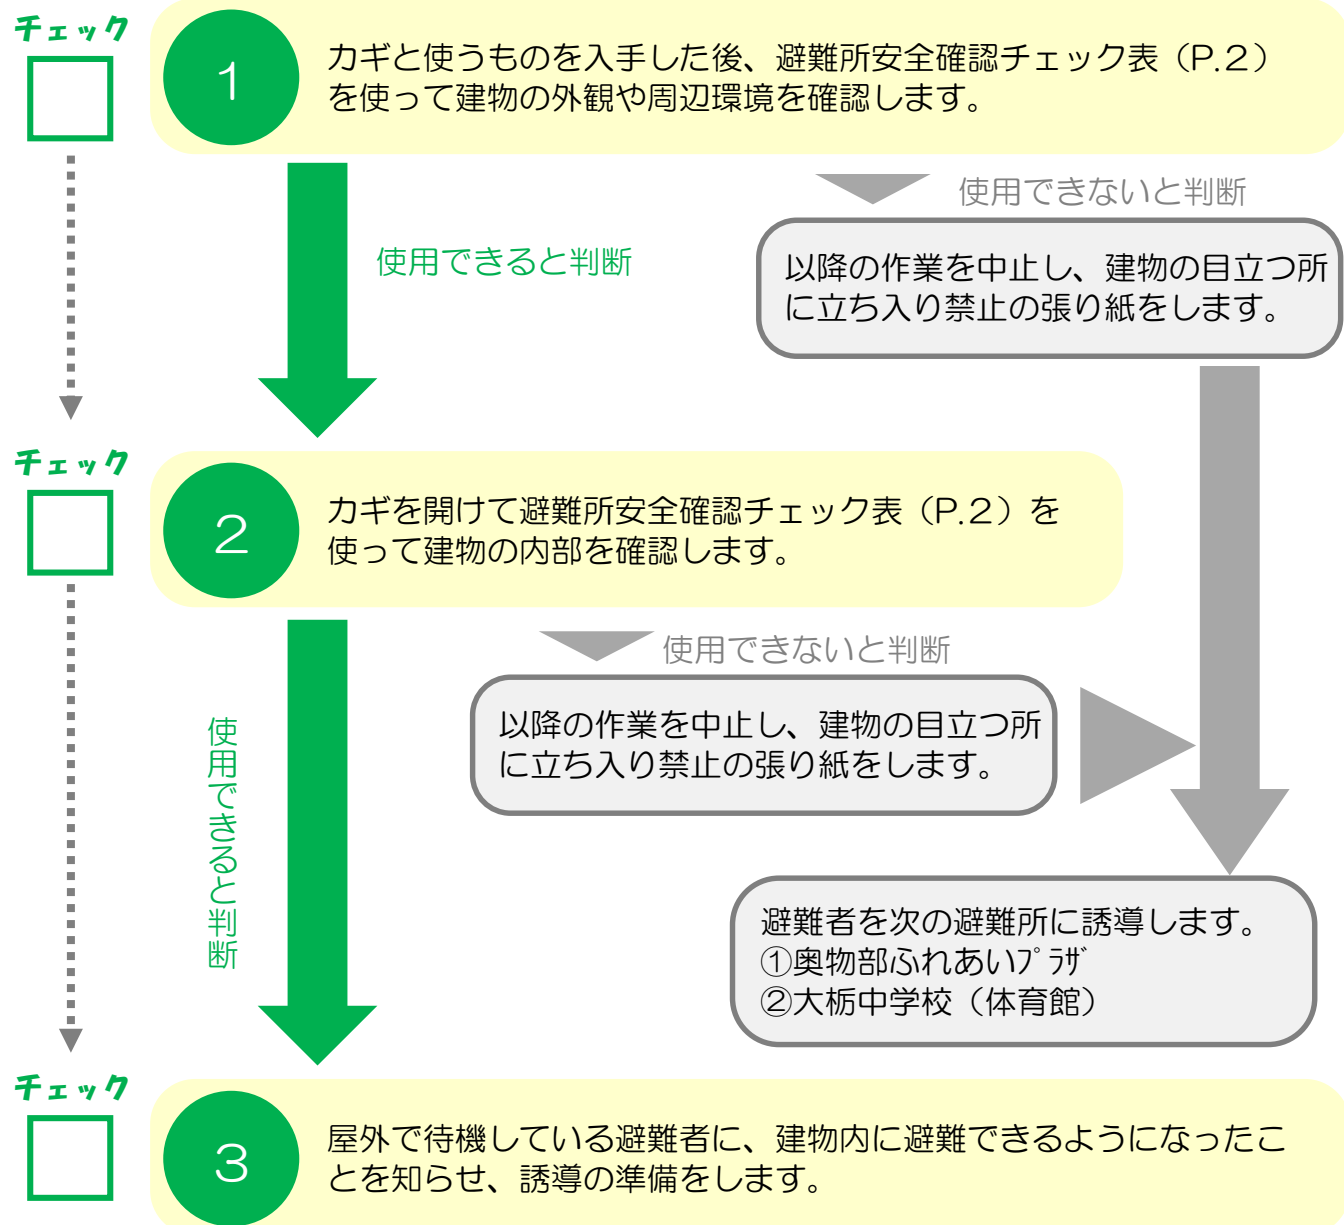 チェック
1
カギと使うものを入手した後、避難所安全確認チェック表（P.2）
を使って建物の外観や周辺環境を確認します。
使用できないと判断
使用できると判断
以降の作業を中止し、建物の目立つ所
に立ち入り禁止の張り紙をします。
チェック
2
カギを開けて避難所安全確認チェック表（P.2）を
使って建物の内部を確認します。
使用できないと判断
使用できると判断
以降の作業を中止し、建物の目立つ所
に立ち入り禁止の張り紙をします。
避難者を次の避難所に誘導します。
①奥物部ふれあいﾌﾟﾗｻﾞ
②大栃中学校（体育館）
チェック
3
屋外で待機している避難者に、建物内に避難できるようになったこ
とを知らせ、誘導の準備をします。